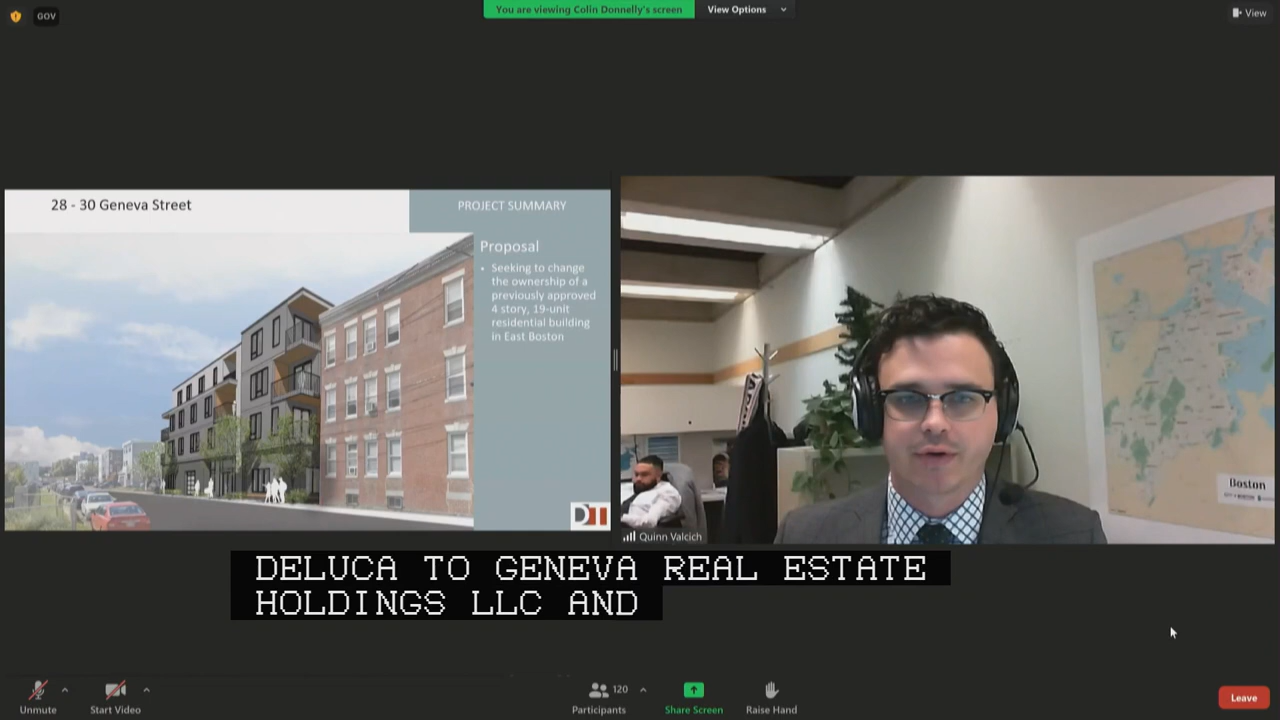 GOV
You are viewing Colin Donnelly's screen
View Options
View
28 - 30 Geneva Street
PROJECT SUMMARY
Proposal
• Seeking to change
the ownership of a
previously approved
4 story, 19-unit
residential building
in East Boston
DT
Boston
Quinn Valcich
DELUCA TO GENEVA REAL ESTATE
HOLDINGS LLC AND
Unmute
Start Video
120
Participants
Share Screen
Raise Hand
Leave